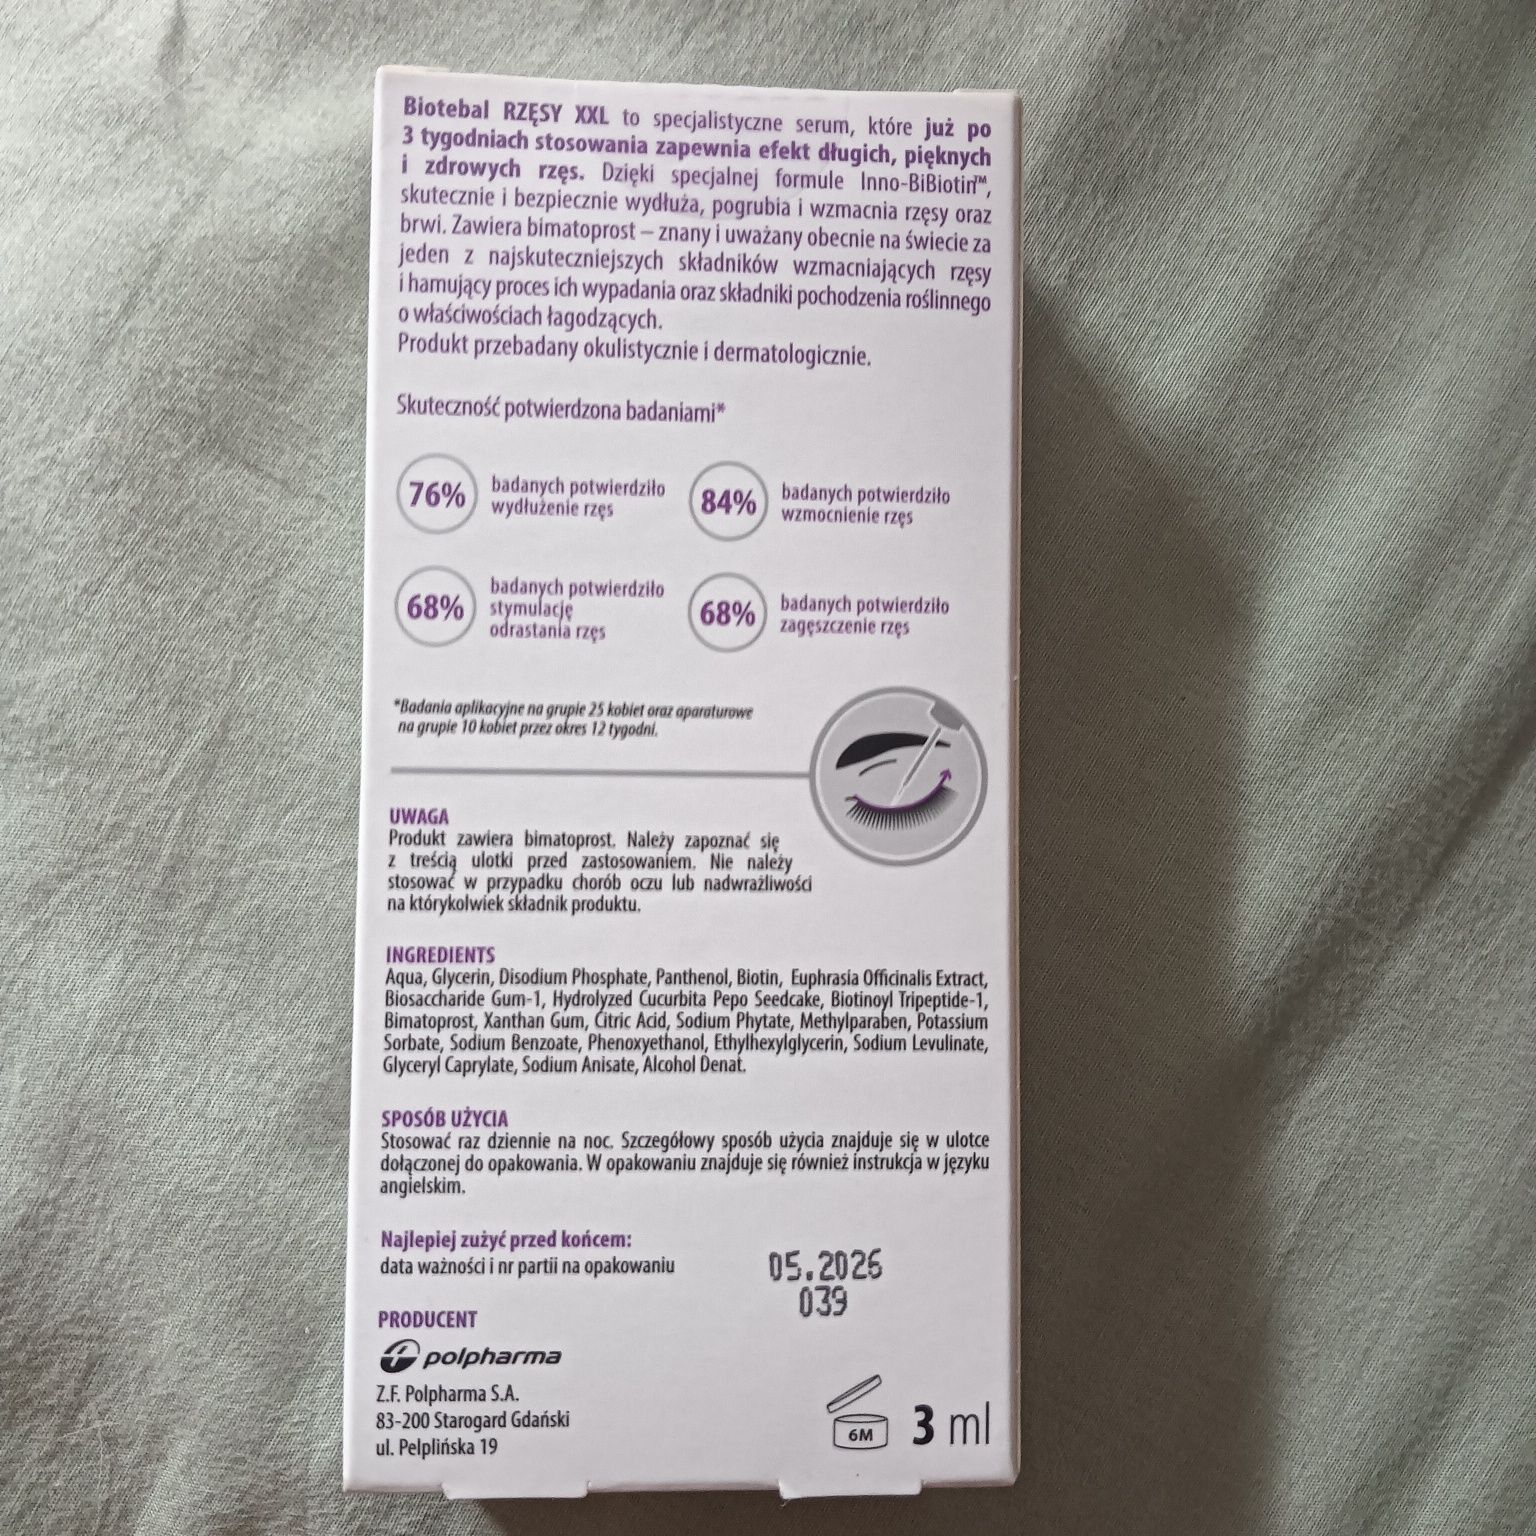 Biotebal RZĘSY XXL to specjalistyczne serum, które już po
3 tygodniach stosowania zapewnia efekt długich, pięknych
i zdrowych rzęs. Dzięki specjalnej formule Inno-BiBiotin™,
skutecznie i bezpiecznie wydłuża, pogrubia i wzmacnia rzęsy oraz
brwi. Zawiera bimatoprost – znany i uważany obecnie na świecie za
jeden z najskuteczniejszych składników wzmacniających rzęsy
i hamujący proces ich wypadania oraz składniki pochodzenia roślinnego
o właściwościach łagodzących.
Produkt przebadany okulistycznie i dermatologicznie.
Skuteczność potwierdzona badaniami*
76%
badanych potwierdziło
wydłużenie rzęs
84%
badanych potwierdziło
wzmocnienie rzęs
68%
badanych potwierdziło
stymulację
odrastania rzęs
68%
badanych potwierdziło
zagęszczenie rzęs
*Badania aplikacyjne na grupie 25 kobiet oraz aparaturowe
na grupie 10 kobiet przez okres 12 tygodni.
UWAGA
Produkt zawiera bimatoprost. Należy zapoznać się
z treścią ulotki przed zastosowaniem. Nie należy
stosować w przypadku chorób oczu lub nadwrażliwości
na którykolwiek składnik produktu.
INGREDIENTS
Aqua, Glycerin, Disodium Phosphate, Panthenol, Biotin, Euphrasia Officinalis Extract,
Biosaccharide Gum-1, Hydrolyzed Cucurbita Pepo Seedcake, Biotinoyl Tripeptide-1,
Bimatoprost, Xanthan Gum, Citric Acid, Sodium Phytate, Methylparaben, Potassium
Sorbate, Sodium Benzoate, Phenoxyethanol, Ethylhexylglycerin, Sodium Levulinate,
Glyceryl Caprylate, Sodium Anisate, Alcohol Denat.
SPOSÓB UŻYCIA
Stosować raz dziennie na noc. Szczegółowy sposób użycia znajduje się w ulotce
dołączonej do opakowania. W opakowaniu znajduje się również instrukcja w języku
angielskim.
Najlepiej zużyć przed końcem:
data ważności i nr partii na opakowaniu
05.2026
039
PRODUCENT
polpharma
Z.F. Polpharma S.A.
83-200 Starogard Gdański
ul. Pelplińska 19
6M
3 ml